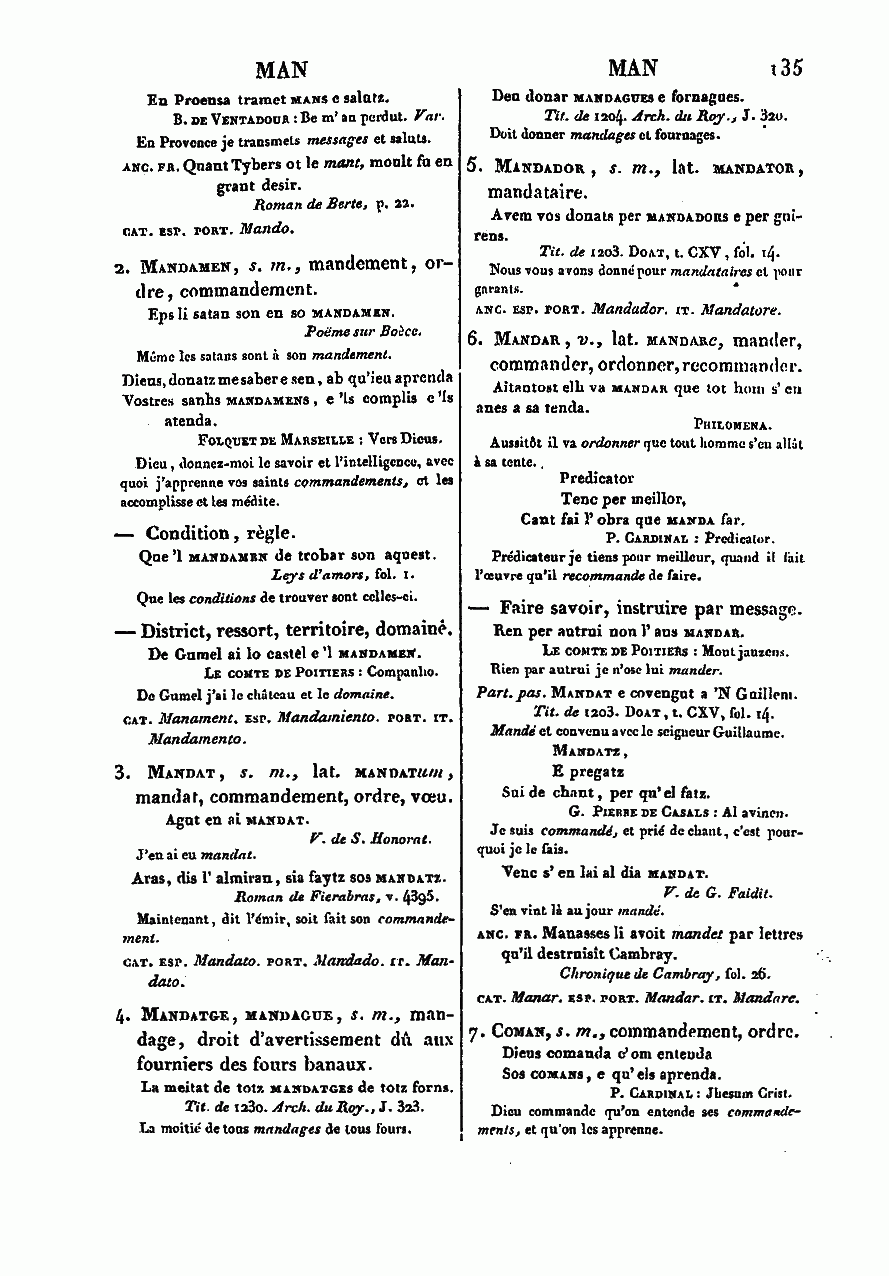 MAN
MAN 135
En Proensa tramet MANS e salutz.
B. DE VENTADOUR : Be m' an perdut. Var.
En Provence je transmets messages et saluts.
ANC. FR. Quant Tybers ot le mant, moult fu en
grant desir.
Roman de Berte, p. 22.
CAT. ESP. PORT. Mando.
2. MANDAMEN, s. m., mandement, or-
dre, commandement.
Eps li satan son en so MANDAMEN.
Poëme sur Boèce.
Même les satans sont à son mandement.
Dieus, donatz me saber e sen, ab qu'ieu aprenda
Vostres sanhs MANDAMENS, e 'ls complis e 'ls
atenda.
FOLQUET DE MARSEILLE : Vers Dieus.
Dieu, donnez-moi le savoir et l'intelligence, avec
quoi j'apprenne vos saints commandements, et les
accomplisse et les médite.
— Condition, règle.
Que 'l MANDAMEN de trobar son aquest.
Leys d'amors, fol. 1.
Que les conditions de trouver sont celles-ci.
— District, ressort, territoire, domaine.
De Gumel ai lo castel e 'l MANDAMEN.
LE COMTE DE POITIERS : Companho.
De Gumel j'ai le château et le domaine.
CAT. Manament. ESP. Mandamiento. PORT. IT.
Mandamento.
3. MANDAT, s. m., lat. MANDATum,
mandat, commandement, ordre, vœu.
Agut en ai MANDAT.
V. de S. Honorat.
J'en ai eu mandat.
Aras, dis l' almiran, sia faytz sos MANDATZ.
Roman de Fierabras, v. 4395.
Maintenant, dit l'émir, soit fait son commande-
ment.
CAT. ESP. Mandato. PORT. Mandado. IT. Man-
dato.
4. MANDATGE, MANDAGUE, s. m., man-
dage, droit d'avertissement dû aux
fourniers des fours banaux.
La meitat de totz MANDATGES de totz forns.
Tit. de 1230. Arch. du Roy., J. 323.
La moitié de tous mandages de tous fours.
Deu donar MANDAGUES e fornagues.
Tit. de 1204. Arch. du Roy., J. 320.
Doit donner mandages et fournages.
5. MANDADOR, s. m., lat. MANDATOR,
mandataire.
Avem vos donats per MANDADORS e per gui-
rens.
Tit. de 1203. DOAT, t. CXV, fol. 14.
Nous vous avons donné pour mandataires et pour
garants.
ANC. ESP. PORT. Mandador. IT. Mandatore.
6. MANDAR, v., lat. MANDARe, mander,
commander, ordonner, recommander.
Aitantost elh va MANDAR que tot hom s' en
anes a sa tenda.
PHILOMENA.
Aussitôt il va ordonner que tout homme s'en allât
à sa tente.
Predicator
Tenc per meillor,
Cant fai l' obra que MANDA far.
P. CARDINAL : Predicator.
Prédicateur je tiens pour meilleur, quand il fait
l'œuvre qu'il recommande de faire.
— Faire savoir, instruire par message.
Ren per autrui non l' aus MANDAR.
LE COMTE DE POITIERS : Mout jauzens.
Rien par autrui je n'ose lui mander.
Part. pas. MANDAT e covengut a 'N Guillem.
Tit. de 1203. DOAT, t. CXV, fol. 14.
Mandé et convenu avec le seigneur Guillaume.
MANDATZ,
E pregatz
Sui de chant, per qu' el fatz.
G. PIERRE DE CASALS : Al avinen.
Je suis commandé, et prié de chant, c'est pour-
quoi je le fais.
Venc s' en lai al dia MANDAT.
V. de G. Faidit.
S'en vint là au jour mandé.
ANC. FR. Manasses li avoit mandet par lettres
qu'il destruisît Cambray.
Chronique de Cambray, fol. 26.
CAT. Manar. ESP. PORT. Mandar. IT. Mandare.
7. COMAN, s. m., commandement, ordre.
Dieus comanda c'om entenda
Sos COMANS, e qu' els aprenda.
P. CARDINAL : Jhesum Crist.
Dieu commande qu'on entende ses commande-
ments, et qu'on les apprenne.